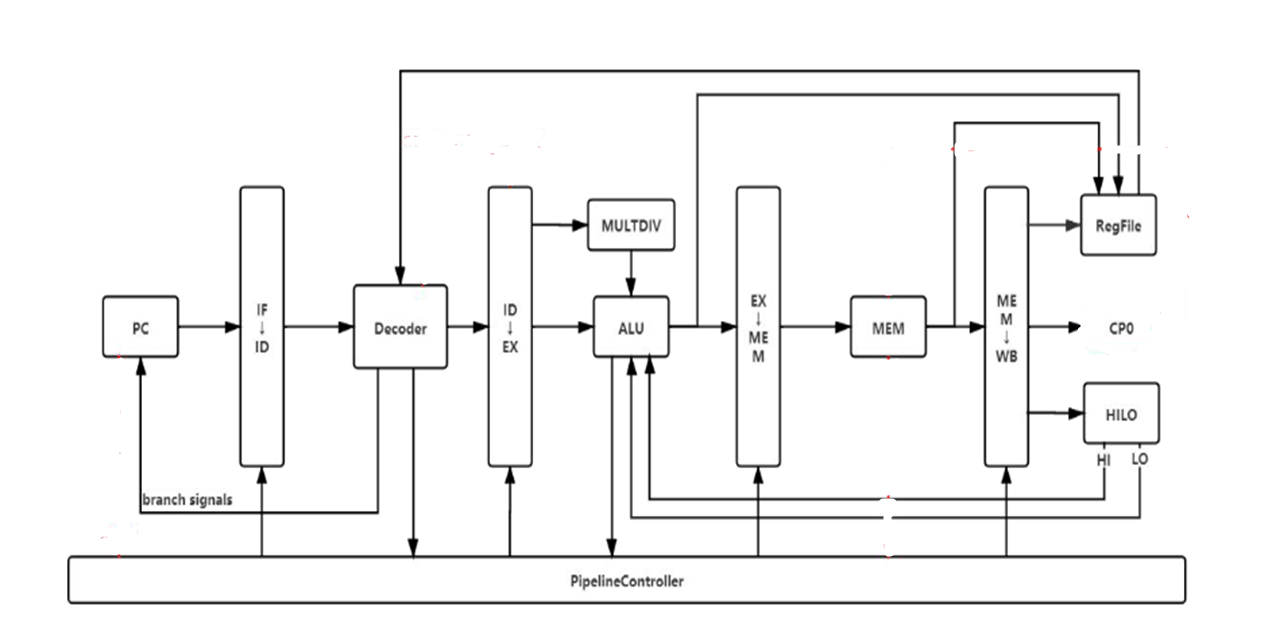 MULTDIV
RegFile
PC
IF
↓
ID
Decoder
ID
↓
EX
ALU
EX
↓
ME
M
MEM
ME
M
↓
WB
CP0
HILO
HI
LO
branch signals
PipelineController